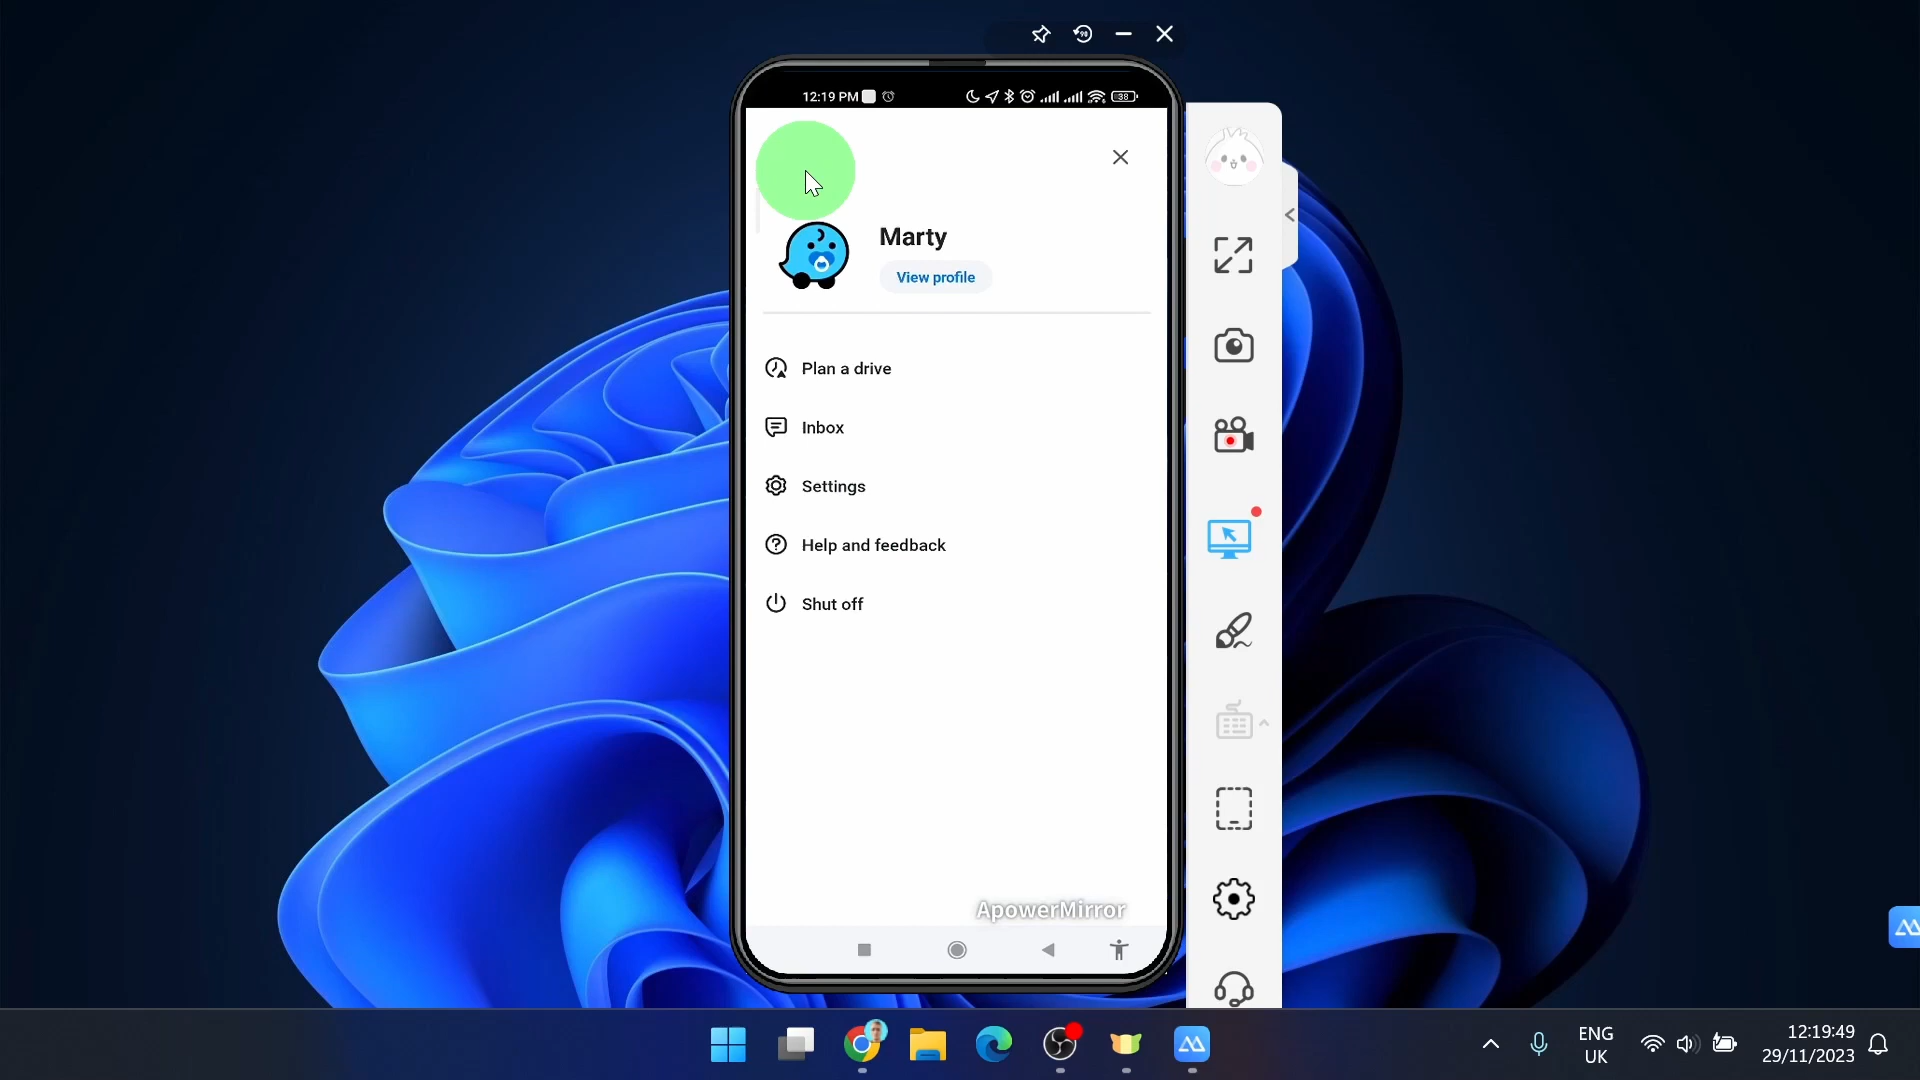 12:19 PM
38
Marty
View profile
Plan a drive
Inbox
Settings
Help and feedback
Shut off
ApowerMirror
ENG
UK
12:19:49
29/11/2023